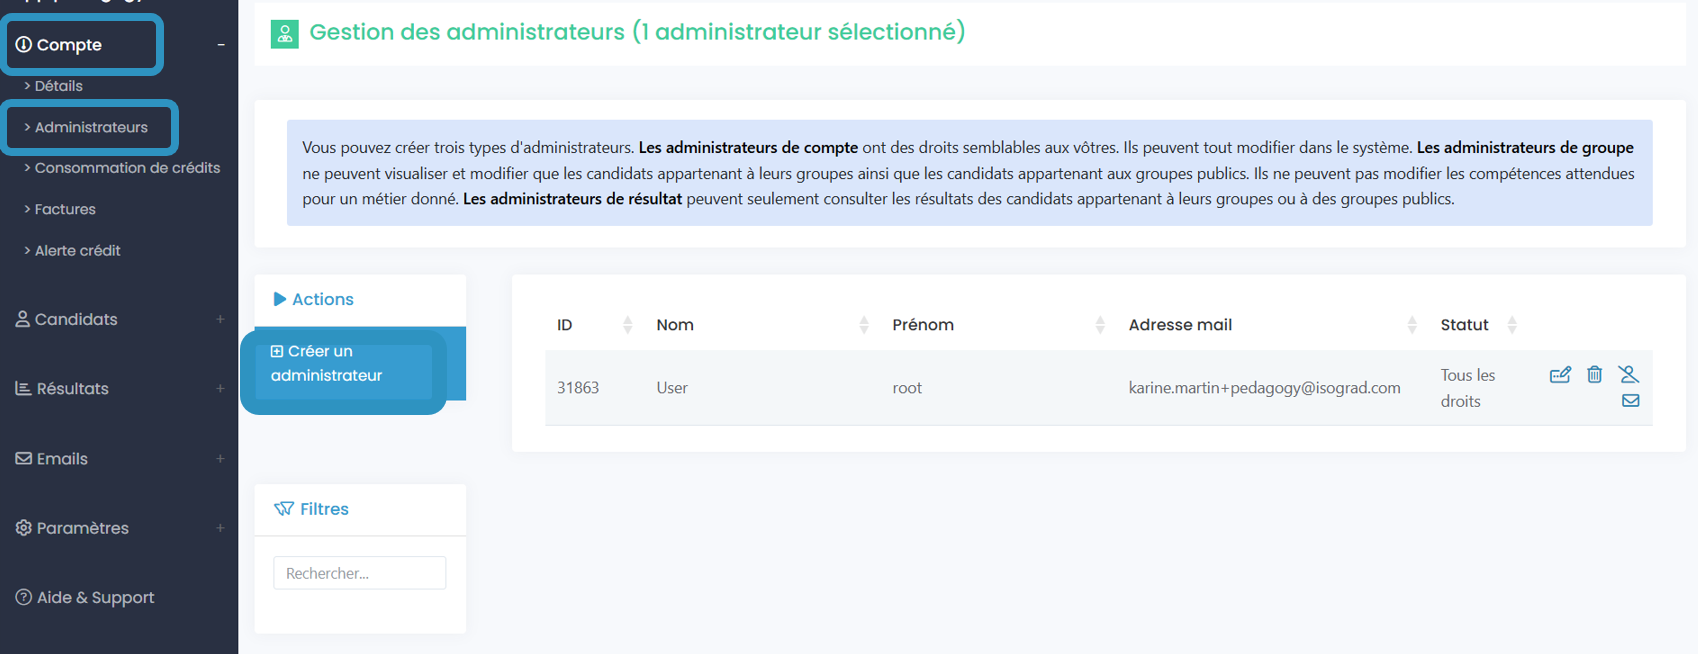 Compte
–
> Détails
> Administrateurs
> Consommation de crédits
> Factures
> Alerte crédit
Candidats +
Résultats +
Emails +
Paramètres +
Aide & Support
Gestion des administrateurs (1 administrateur sélectionné)
Vous pouvez créer trois types d'administrateurs. Les administrateurs de compte ont des droits semblables aux vôtres. Ils peuvent tout modifier dans le système. Les administrateurs de groupe
ne peuvent visualiser et modifier que les candidats appartenant à leurs groupes ainsi que les candidats appartenant aux groupes publics. Ils ne peuvent pas modifier les compétences attendues
pour un métier donné. Les administrateurs de résultat peuvent seulement consulter les résultats des candidats appartenant à leurs groupes ou à des groupes publics.
Actions
Créer un
administrateur
Filtres
Rechercher...
ID Nom Prénom Adresse mail Statut
31863 User root karine.martin+pedagogy@isograd.com Tous les
droits